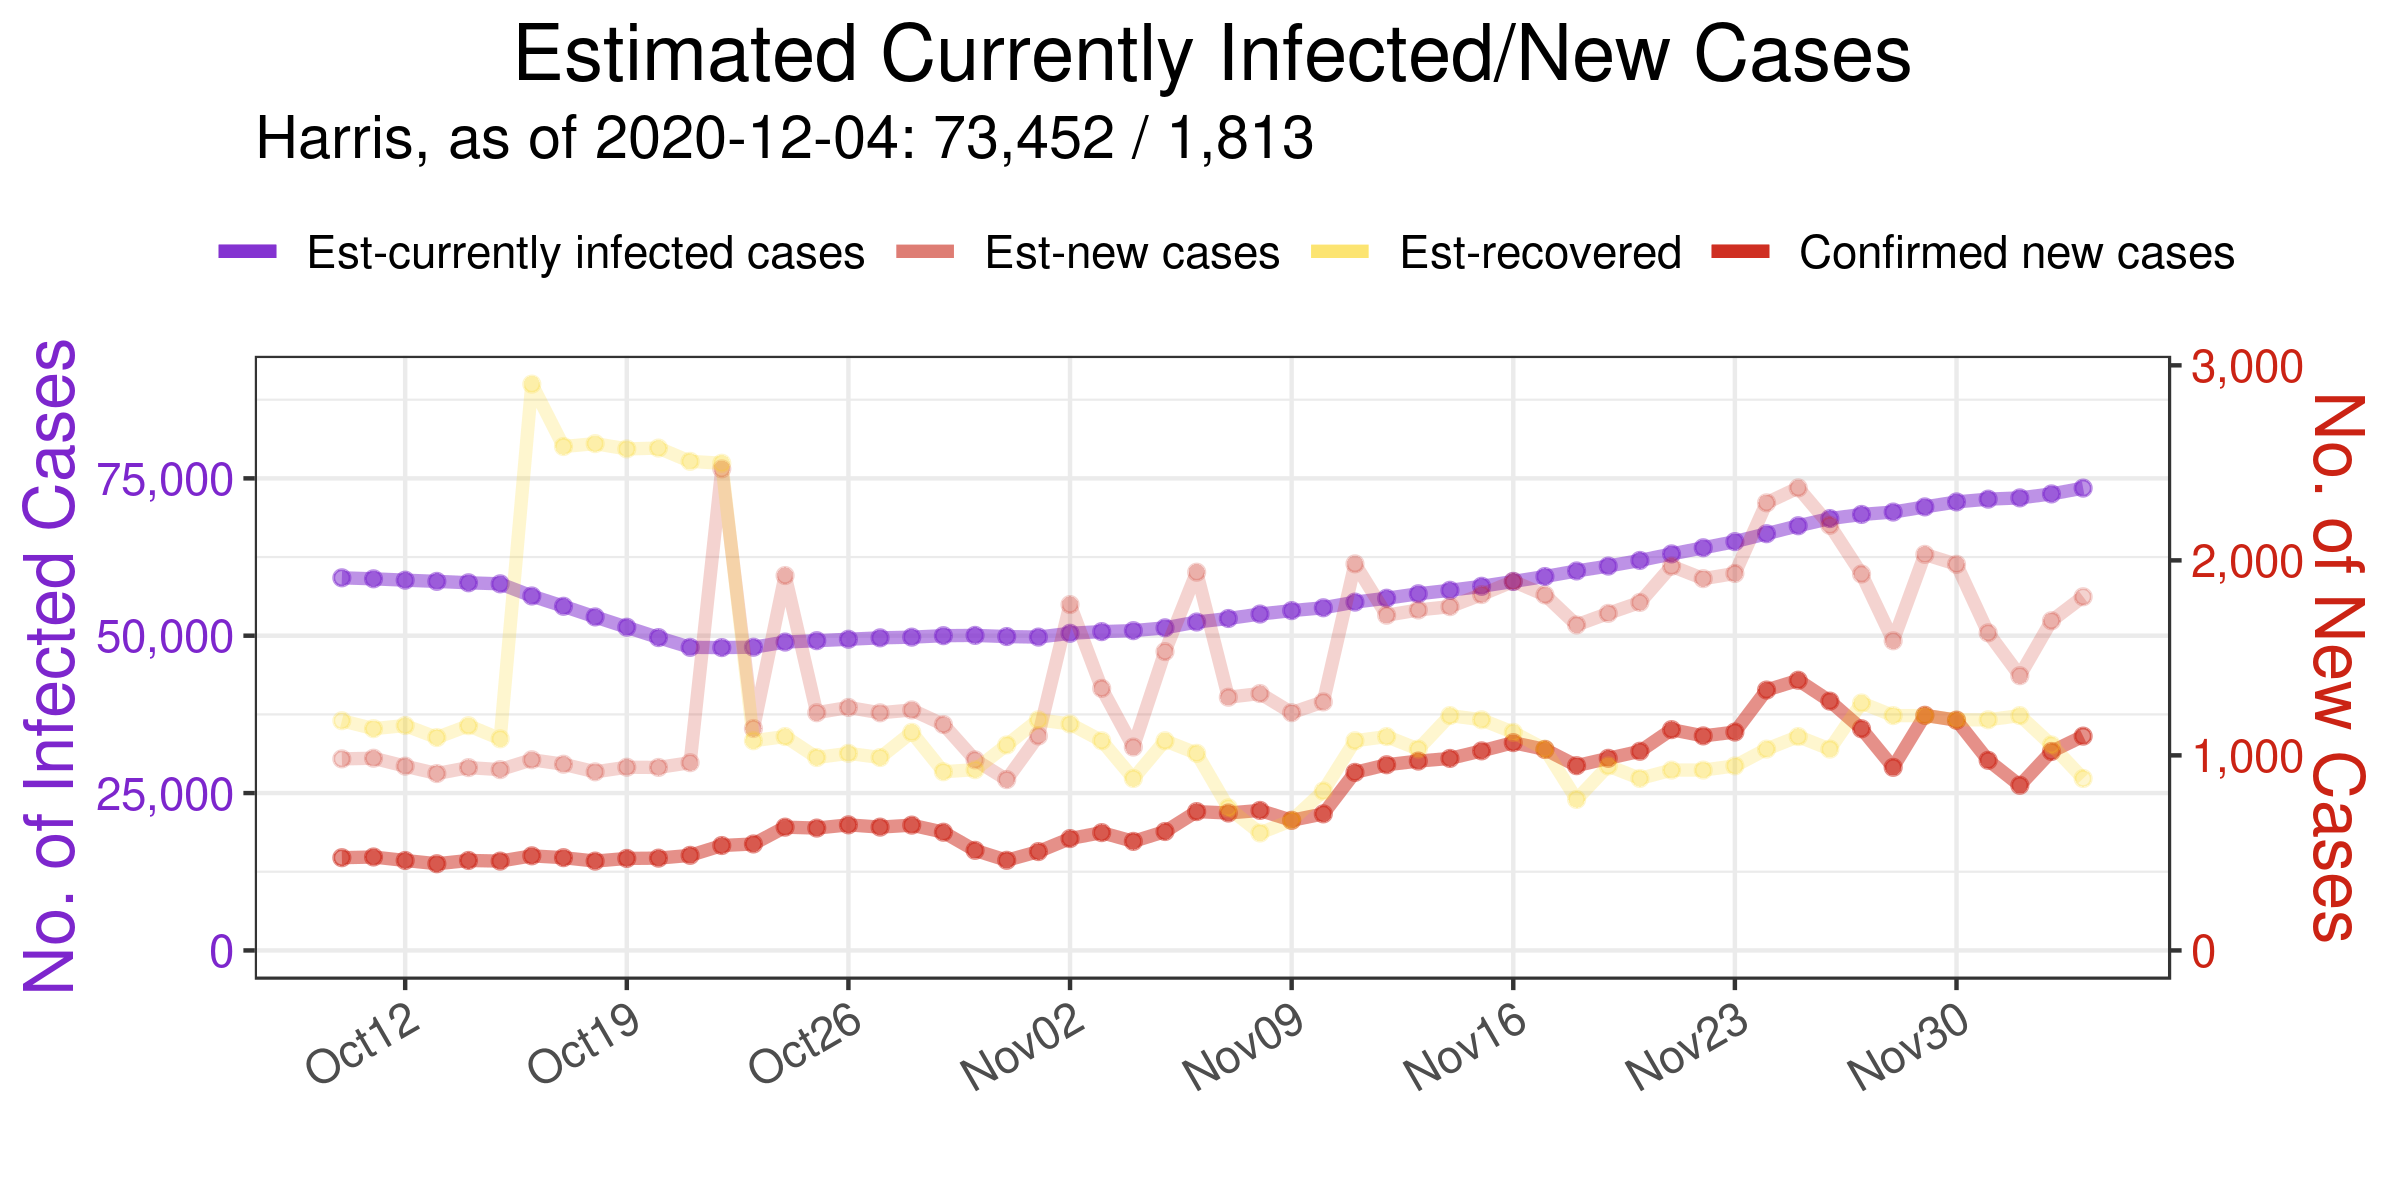 Estimated Currently Infected/New Cases
Harris, as of 2020-12-04: 73,452 / 1,813
Est-currently infected cases Est-new cases Est-recovered Confirmed new cases
No. of Infected Cases
75,000
50,000
25,000
0
3,000
2,000
1,000
0
No. of New Cases
Oct12 Oct19 Oct26 Nov02 Nov09 Nov16 Nov23 Nov30